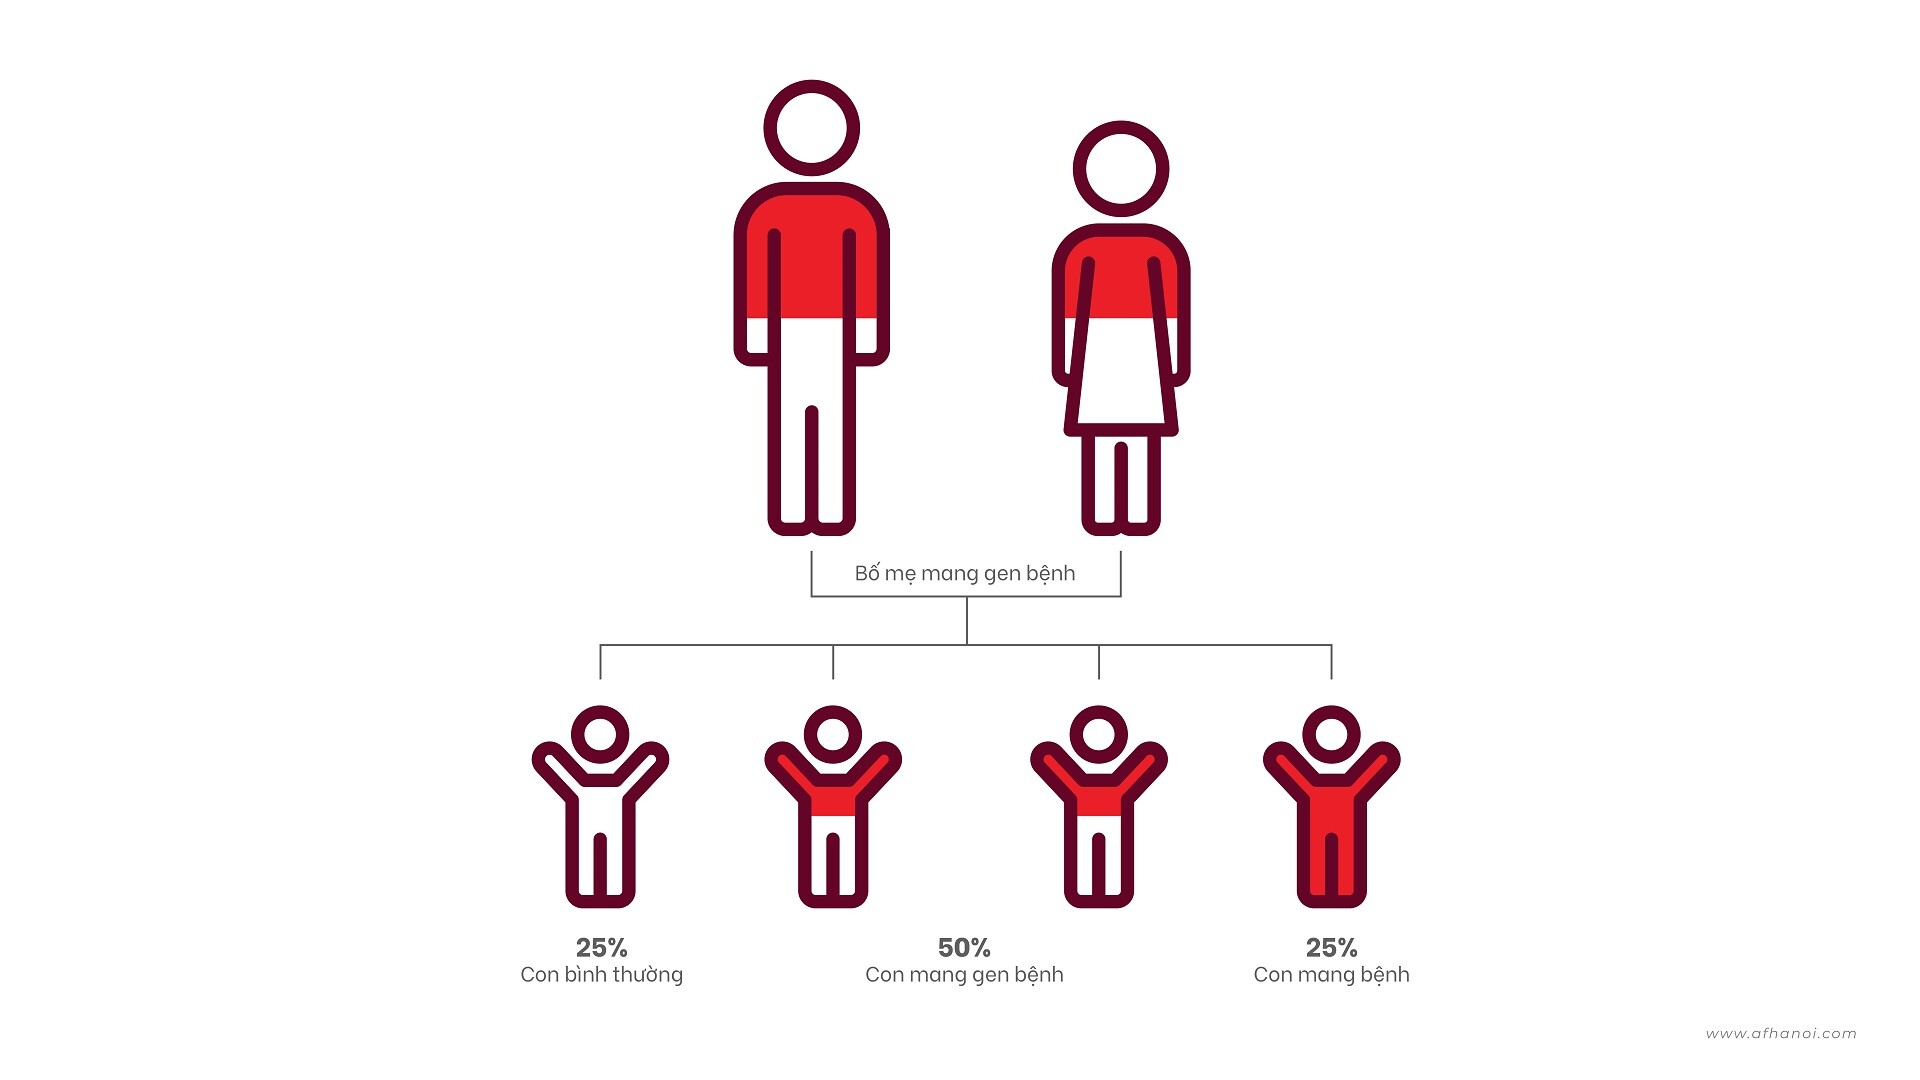 Bố mẹ mang gen bệnh
25%
Con bình thường
50%
Con mang gen bệnh
25%
Con mang bệnh
www.afhanoi.com